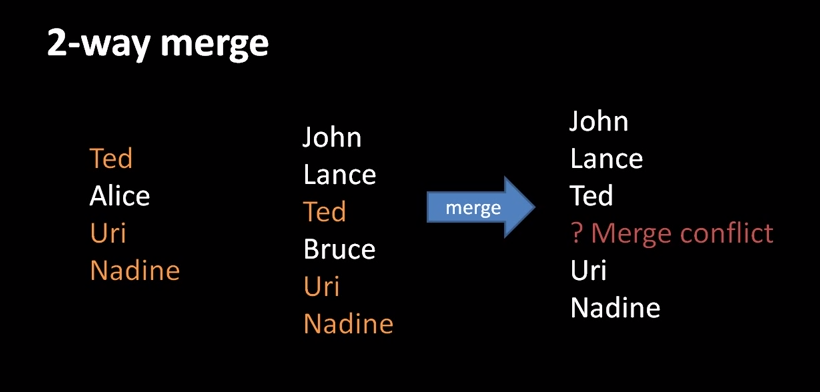 2-way merge
Ted
Alice
Uri
Nadine
John
Lance
Ted
Bruce
Uri
Nadine
merge
John
Lance
Ted
? Merge conflict
Uri
Nadine